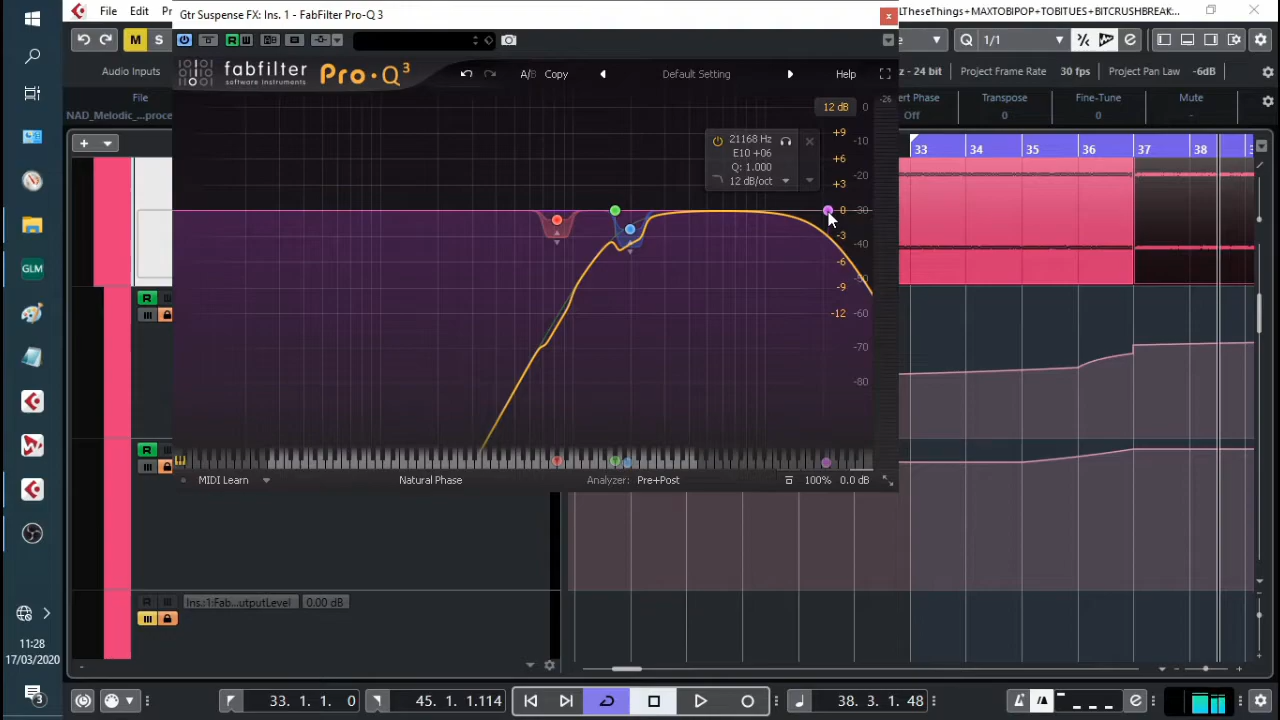 Gtr Suspense FX: Ins. 1 - FabFilter Pro-Q 3
File Edit
lTheseThings+MAXTOBIPOP+TOBITUES+BITCRUSHBREAK...
M S R
1/1
Audio Inputs
fabfilter
software instruments
Pro·Q3
A/B Copy
Default Setting
Help
z - 24 bit
Project Frame Rate 30 fps
Project Pan Law -6dB
File
NAD_Melodic_...proce
ert Phase
Off
Transpose
0
Fine-Tune
0
Mute
-
12 dB 0 -26
+9 -10
+6 -20
+3
0 -30
-3 -40
-6
-9
-12 -60
-70
-80
21168 Hz
E10 +06
Q: 1.000
12 dB/oct
33 34 35 36 37 38
GLM
R
R
MIDI Learn
Natural Phase
Analyzer: Pre+Post
100% 0.0 dB
R
Ins.:1:Fab...utputLevel 0.00 dB
11:28
17/03/2020
3
33. 1. 1. 0
45. 1. 1.114
38. 3. 1. 48